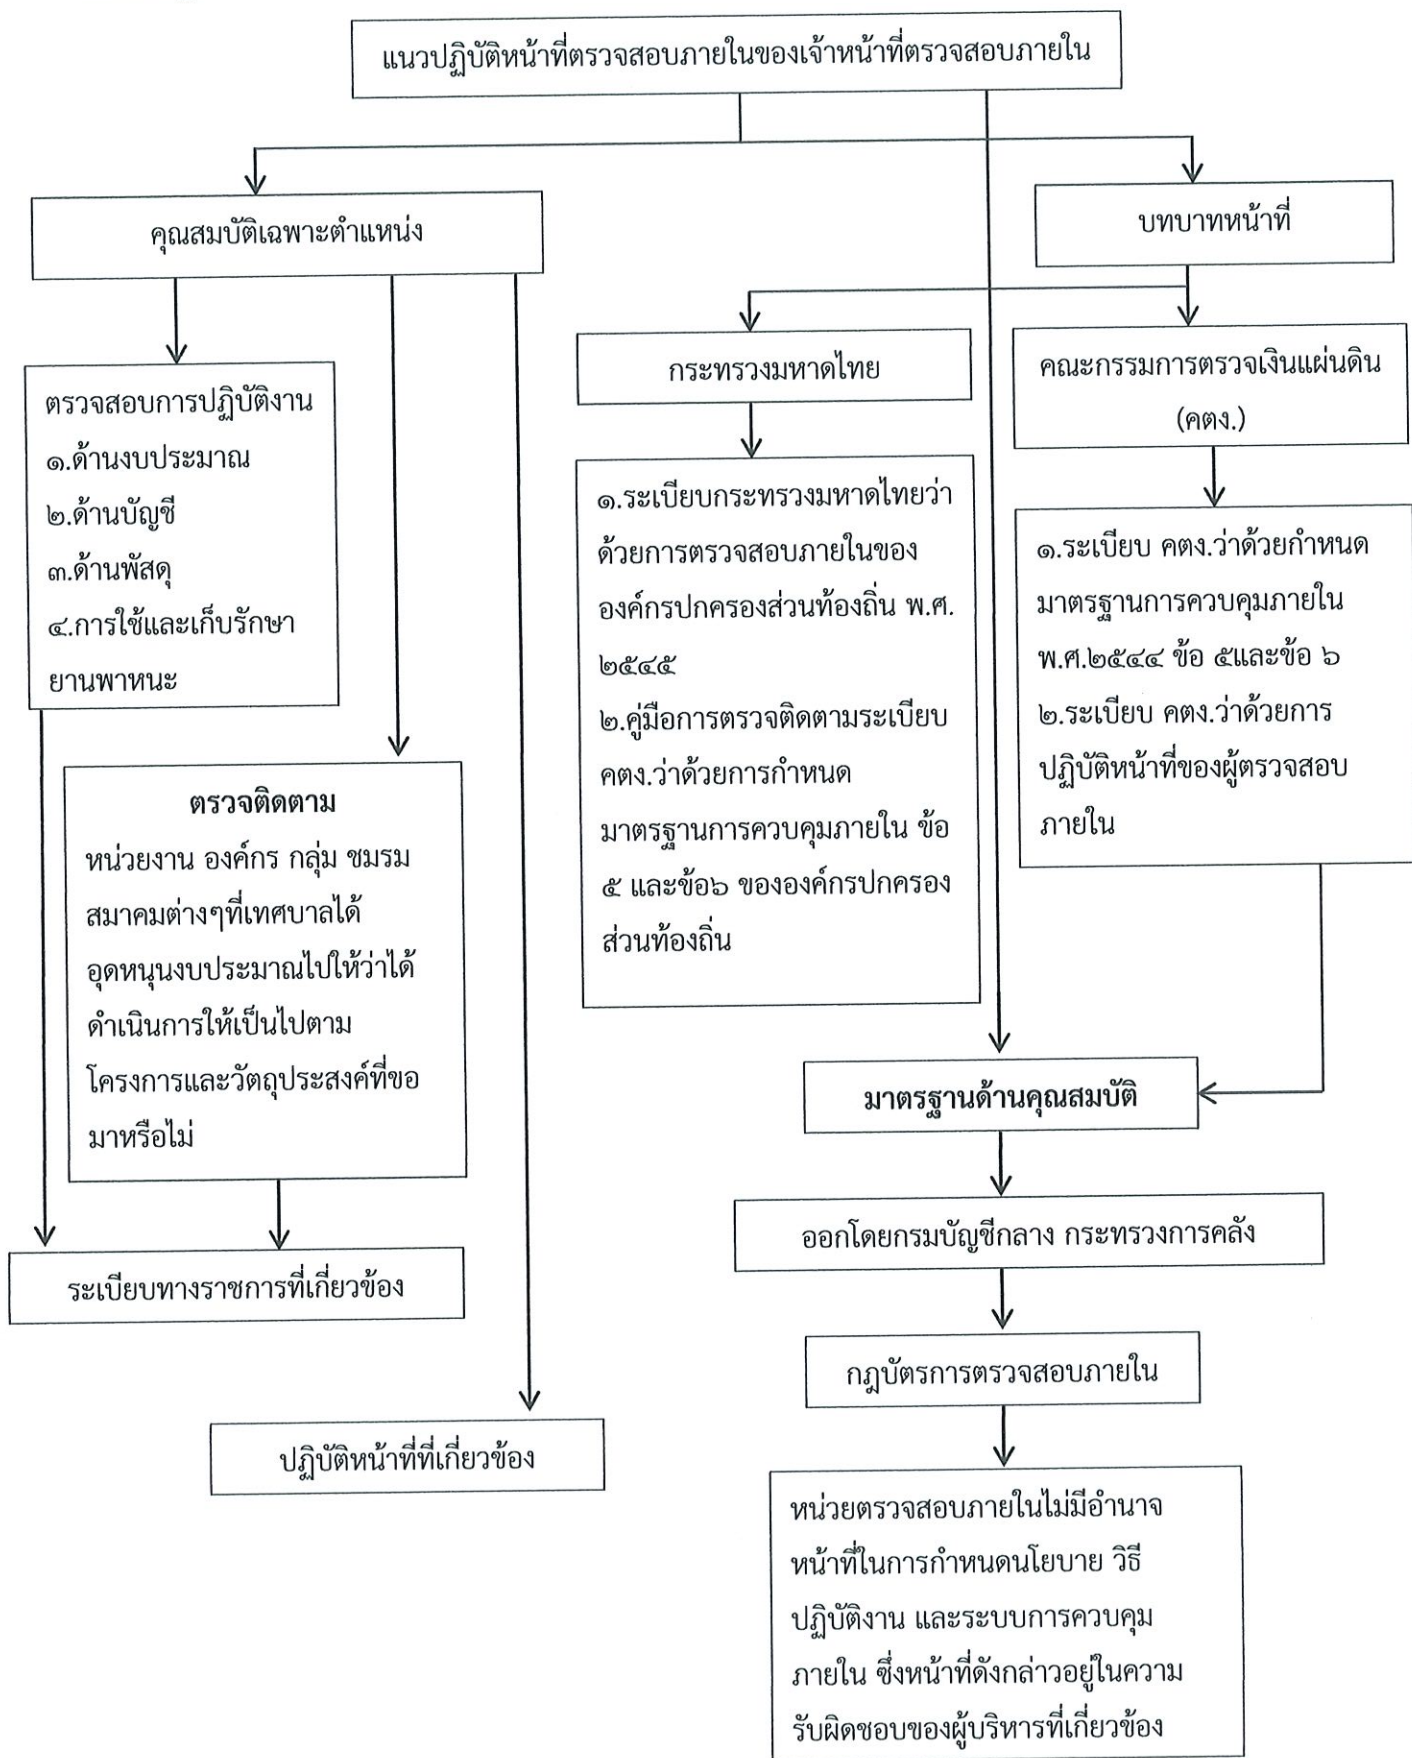 แนวปฏิบัติหน้าที่ตรวจสอบภายในของเจ้าหน้าที่ตรวจสอบภายใน
คุณสมบัติเฉพาะตำแหน่ง
บทบาทหน้าที่
ตรวจสอบการปฏิบัติงาน
๑.ด้านงบประมาณ
๒.ด้านบัญชี
๓.ด้านพัสดุ
๔.การใช้และเก็บรักษา
ยานพาหนะ
กระทรวงมหาดไทย
คณะกรรมการตรวจเงินแผ่นดิน
(คตง.)
๑.ระเบียบกระทรวงมหาดไทยว่า
ด้วยการตรวจสอบภายในของ
องค์กรปกครองส่วนท้องถิ่น พ.ศ.
๒๕๔๕
๒.คู่มือการตรวจติดตามระเบียบ
คตง.ว่าด้วยการกำหนด
มาตรฐานการควบคุมภายใน ข้อ
๕ และข้อ๖ ขององค์กรปกครอง
ส่วนท้องถิ่น
๑.ระเบียบ คตง.ว่าด้วยกำหนด
มาตรฐานการควบคุมภายใน
พ.ศ.๒๕๔๔ ข้อ ๕และข้อ ๖
๒.ระเบียบ คตง.ว่าด้วยการ
ปฏิบัติหน้าที่ของผู้ตรวจสอบ
ภายใน
ตรวจติดตาม
หน่วยงาน องค์กร กลุ่ม ชมรม
สมาคมต่างๆที่เทศบาลได้
อุดหนุนงบประมาณไปให้ว่าได้
ดำเนินการให้เป็นไปตาม
โครงการและวัตถุประสงค์ที่ขอ
มาหรือไม่
มาตรฐานด้านคุณสมบัติ
ออกโดยกรมบัญชีกลาง กระทรวงการคลัง
ระเบียบทางราชการที่เกี่ยวข้อง
กฎบัตรการตรวจสอบภายใน
ปฏิบัติหน้าที่ที่เกี่ยวข้อง
หน่วยตรวจสอบภายในไม่มีอำนาจ
หน้าที่ในการกำหนดนโยบาย วิธี
ปฏิบัติงาน และระบบการควบคุม
ภายใน ซึ่งหน้าที่ดังกล่าวอยู่ในความ
รับผิดชอบของผู้บริหารที่เกี่ยวข้อง